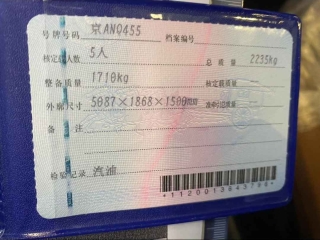 号牌号码 京ANQ455 档案编号
核定载人数 5人 总质量 2235kg
整备质量 1710kg 核定载质量
外廓尺寸 5087×1868×1500mm
备注
检验记录 汽油